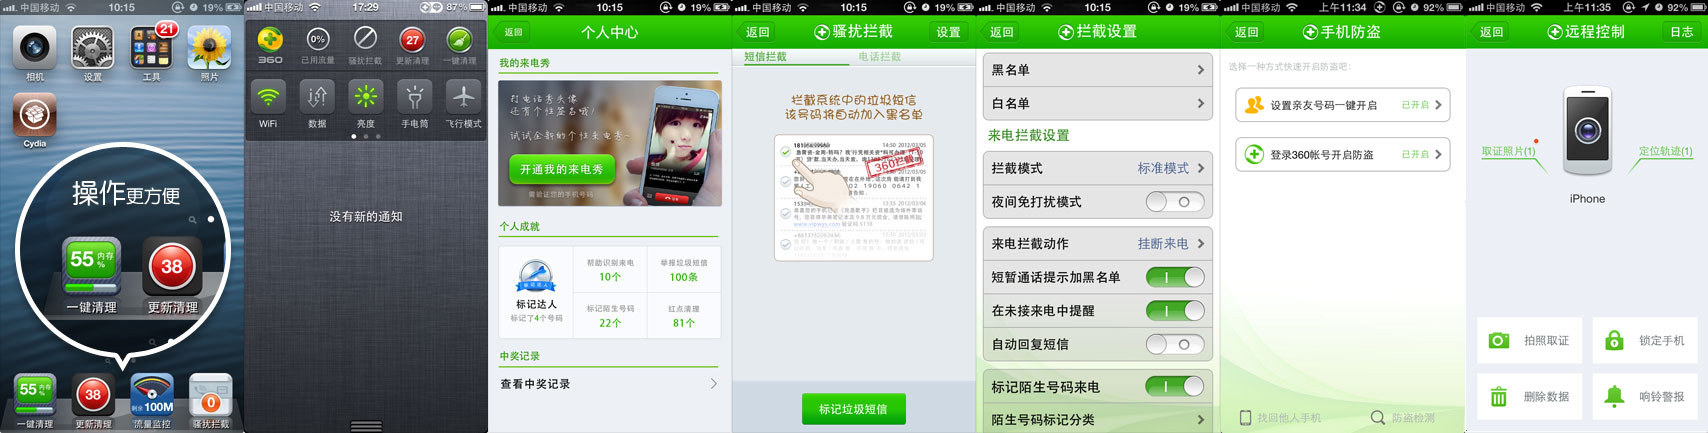 中国移动 10:15 19%
相机
设置
21
工具
照片
Cydia
操作更方便
55 % 内存
38
一键清理
更新清理
55 % 内存
38
剩余100M
0
一键清理
更新清理
流量监控
骚扰拦截
中国移动 17:29 87%
360
0%
已用流量
骚扰拦截
27
更新清理
一键清理
WiFi
数据
亮度
手电筒
飞行模式
没有新的通知
中国移动 10:15 19%
返回 个人中心
我的来电秀
打电话看头像
还有个性签名哦!
试试全新的个性来电秀~
开通我的来电秀
需验证您的手机号码
个人成就
标记达人
标记了4个号码
帮助识别来电
10个
举报垃圾短信
100条
标记陌生号码
22个
红点清理
81个
中奖记录
查看中奖记录
中国移动 10:15 19%
返回 骚扰拦截 设置
短信拦截 电话拦截
拦截系统中的垃圾短信
该号码将自动加入黑名单
360拦截
标记垃圾短信
中国移动 10:15 19%
返回 拦截设置
黑名单
白名单
来电拦截设置
拦截模式 标准模式
夜间免打扰模式
来电拦截动作 挂断来电
短暂通话提示加黑名单
在未接来电中提醒
自动回复短信
标记陌生号码来电
陌生号码标记分类
中国移动 上午11:34 92%
返回 手机防盗
选择一种方式快速开启防盗吧:
设置亲友号码一键开启 已开启
登录360帐号开启防盗 已开启
找回他人手机 防盗检测
中国移动 上午11:35 92%
返回 远程控制 日志
取证照片(1)
定位轨迹(1)
iPhone
拍照取证
锁定手机
删除数据
响铃警报